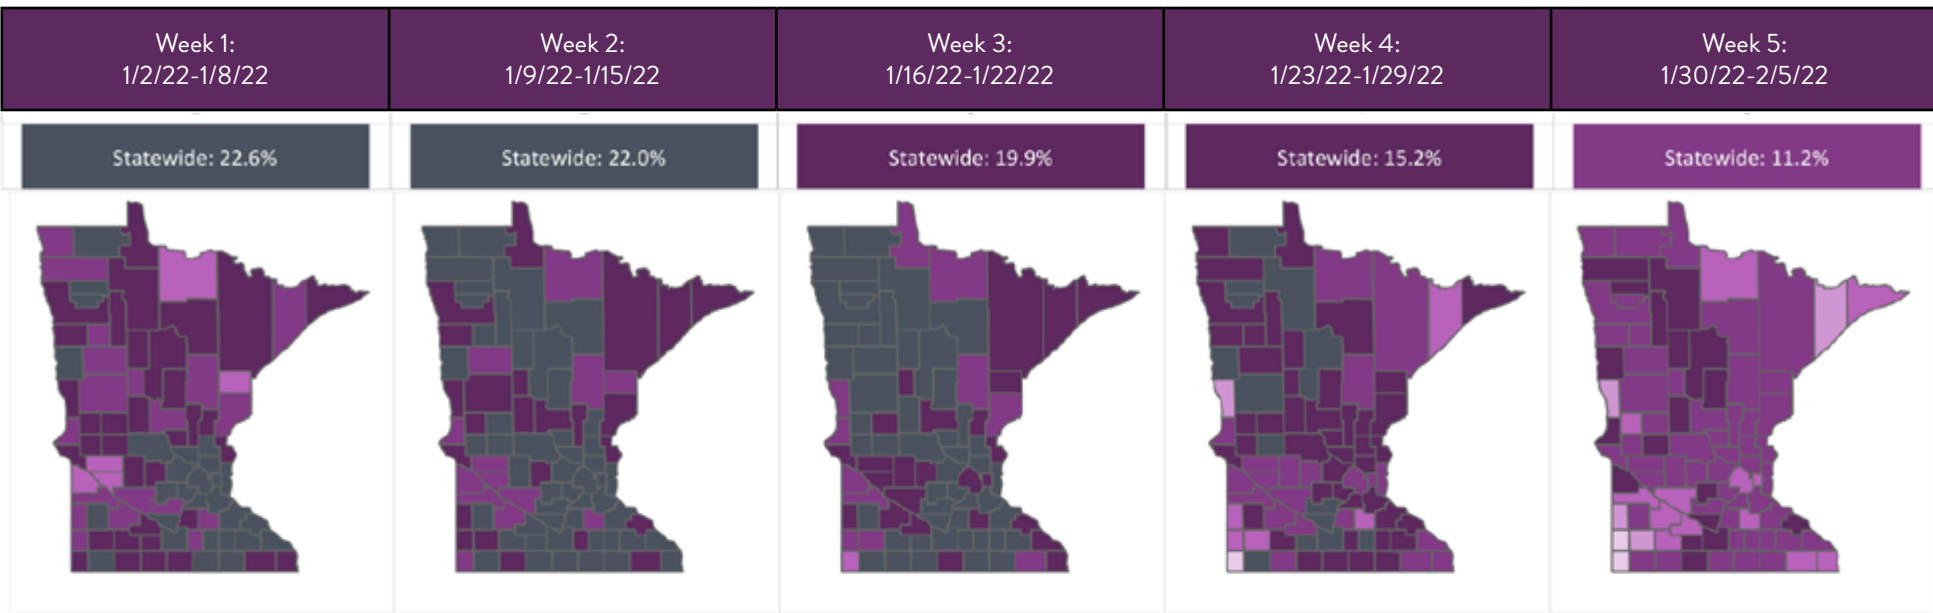 Week 1:
1/2/22-1/8/22
Week 2:
1/9/22-1/15/22
Week 3:
1/16/22-1/22/22
Week 4:
1/23/22-1/29/22
Week 5:
1/30/22-2/5/22
Statewide: 22.6%
Statewide: 22.0%
Statewide: 19.9%
Statewide: 15.2%
Statewide: 11.2%